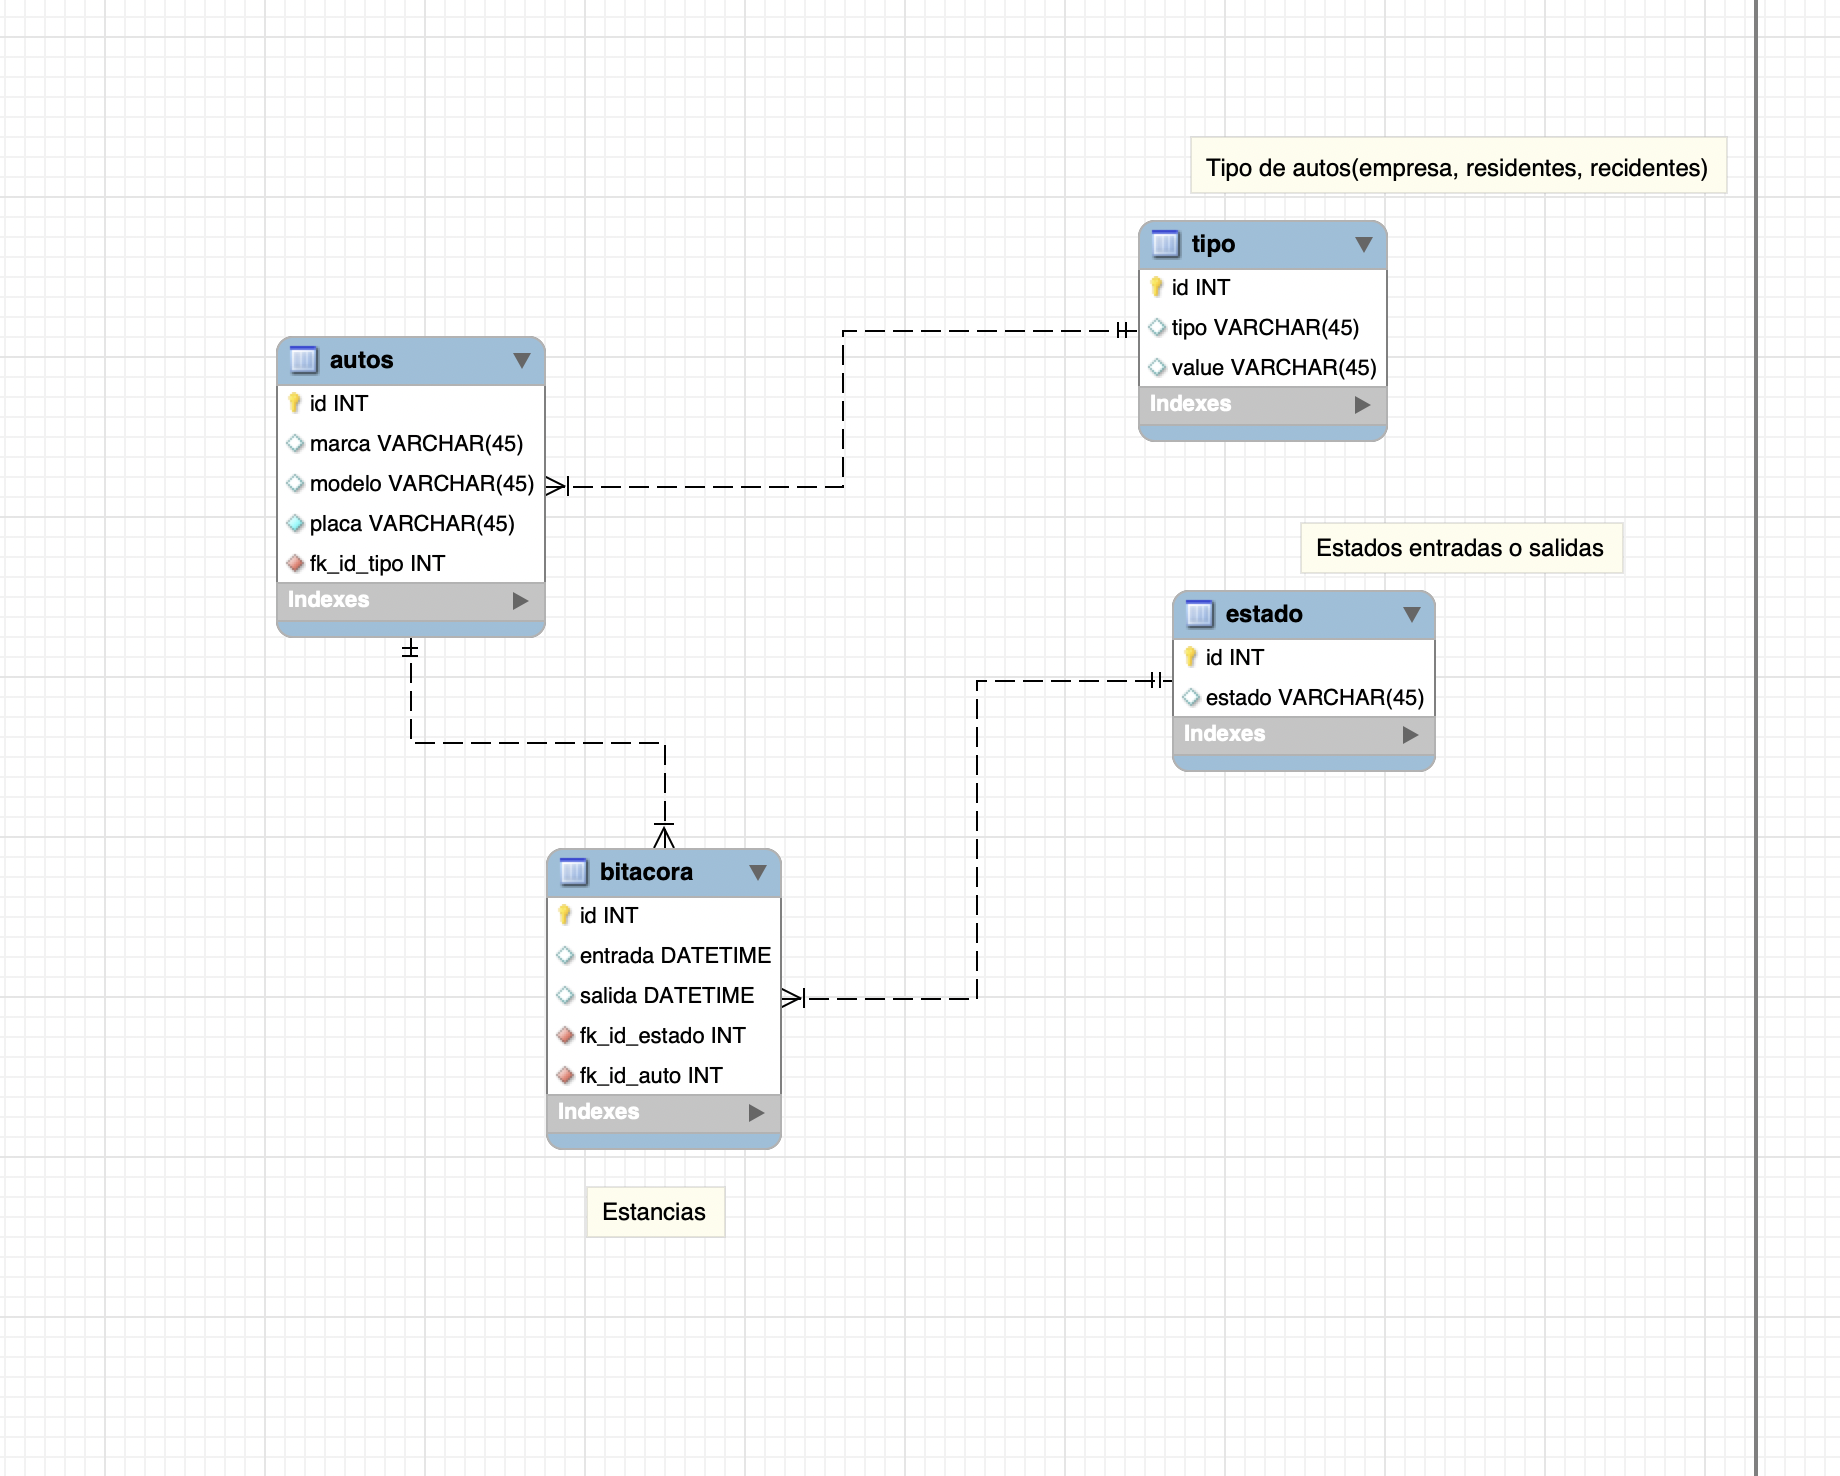 Tipo de autos(empresa, residentes, recidentes)
tipo
id INT
tipo VARCHAR(45)
value VARCHAR(45)
Indexes
autos
id INT
marca VARCHAR(45)
modelo VARCHAR(45)
placa VARCHAR(45)
fk_id_tipo INT
Indexes
Estados entradas o salidas
estado
id INT
estado VARCHAR(45)
Indexes
bitacora
id INT
entrada DATETIME
salida DATETIME
fk_id_estado INT
fk_id_auto INT
Indexes
Estancias